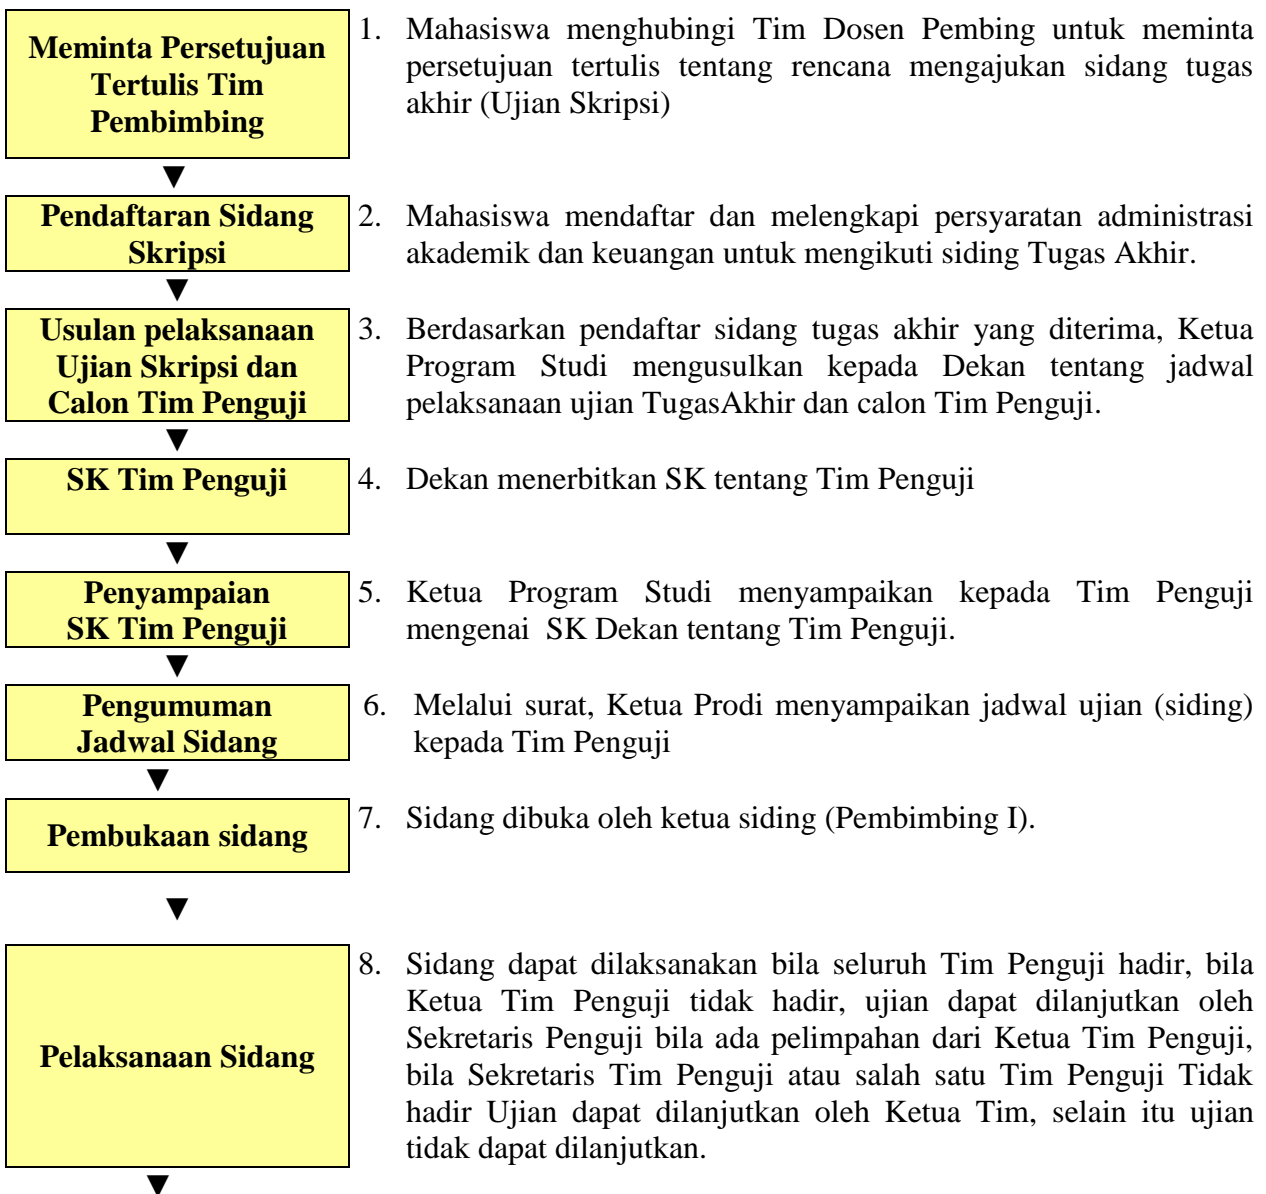 Meminta Persetujuan
Tertulis Tim
Pembimbing
1. Mahasiswa menghubingi Tim Dosen Pembing untuk meminta
persetujuan tertulis tentang rencana mengajukan sidang tugas
akhir (Ujian Skripsi)
▼
Pendaftaran Sidang
Skripsi
2. Mahasiswa mendaftar dan melengkapi persyaratan administrasi
akademik dan keuangan untuk mengikuti siding Tugas Akhir.
▼
Usulan pelaksanaan
Ujian Skripsi dan
Calon Tim Penguji
3. Berdasarkan pendaftar sidang tugas akhir yang diterima, Ketua
Program Studi mengusulkan kepada Dekan tentang jadwal
pelaksanaan ujian TugasAkhir dan calon Tim Penguji.
▼
SK Tim Penguji
4. Dekan menerbitkan SK tentang Tim Penguji
▼
Penyampaian
SK Tim Penguji
5. Ketua Program Studi menyampaikan kepada Tim Penguji
mengenai SK Dekan tentang Tim Penguji.
▼
Pengumuman
Jadwal Sidang
6. Melalui surat, Ketua Prodi menyampaikan jadwal ujian (siding)
kepada Tim Penguji
▼
Pembukaan sidang
7. Sidang dibuka oleh ketua siding (Pembimbing I).
▼
Pelaksanaan Sidang
8. Sidang dapat dilaksanakan bila seluruh Tim Penguji hadir, bila
Ketua Tim Penguji tidak hadir, ujian dapat dilanjutkan oleh
Sekretaris Penguji bila ada pelimpahan dari Ketua Tim Penguji,
bila Sekretaris Tim Penguji atau salah satu Tim Penguji Tidak
hadir Ujian dapat dilanjutkan oleh Ketua Tim, selain itu ujian
tidak dapat dilanjutkan.
▼